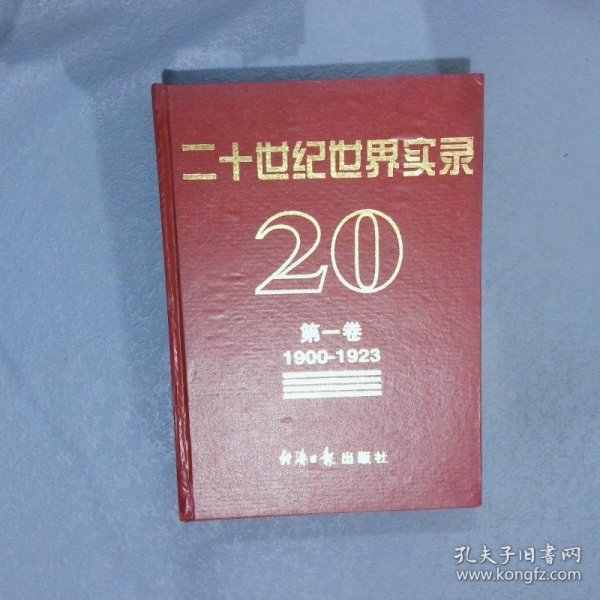 二十世纪世界实录
20
第一卷
1900-1923
经济日报出版社
孔夫子旧书网
www.kongfz.com